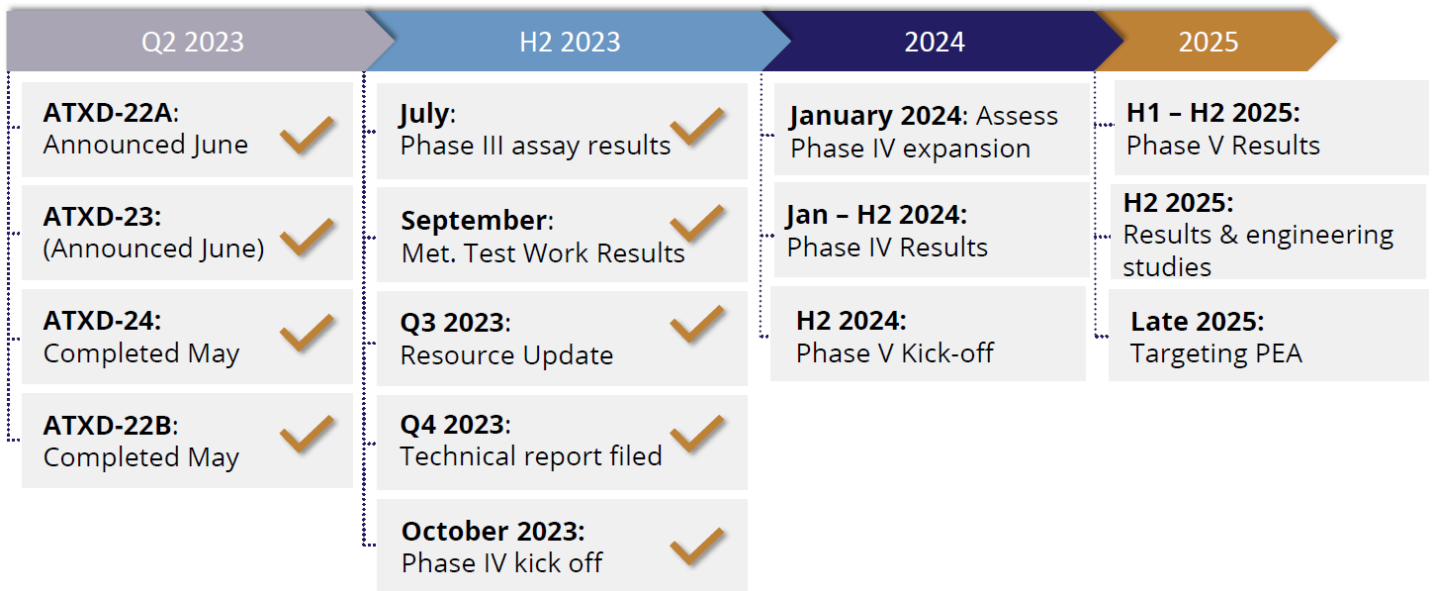 Q2 2023
H2 2023
2024
2025
ATXD-22A:
Announced June
ATXD-23:
(Announced June)
ATXD-24:
Completed May
ATXD-22B:
Completed May
July:
Phase III assay results
September:
Met. Test Work Results
Q3 2023:
Resource Update
Q4 2023:
Technical report filed
October 2023:
Phase IV kick off
January 2024: Assess
Phase IV expansion
Jan – H2 2024:
Phase IV Results
H2 2024:
Phase V Kick-off
H1 – H2 2025:
Phase V Results
H2 2025:
Results & engineering
studies
Late 2025:
Targeting PEA